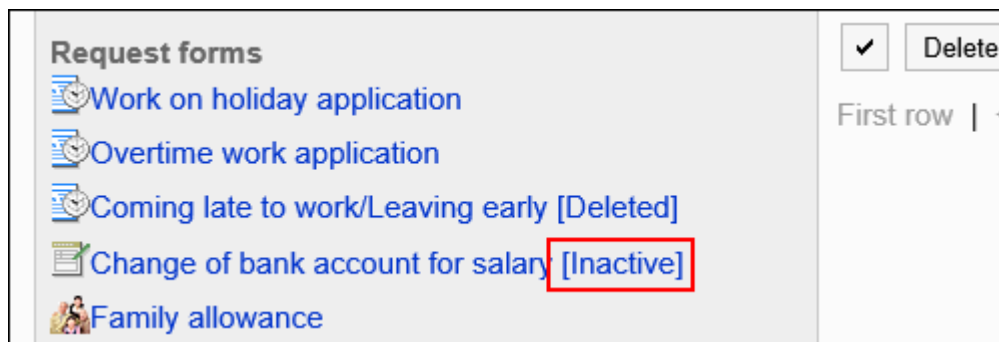 Request forms
Work on holiday application
Overtime work application
Coming late to work/Leaving early [Deleted]
Change of bank account for salary [Inactive]
Family allowance
Delete
First row |